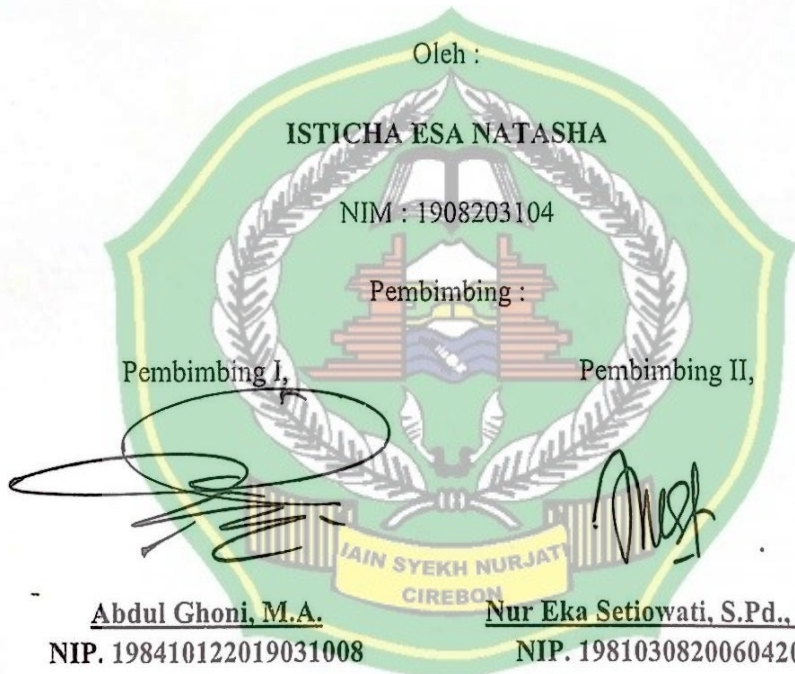 Oleh :
ISTICHA ESA NATASHA
NIM : 1908203104
Pembimbing :
Pembimbing I,
Pembimbing II,
IAIN SYEKH NURJATI
CIREBON
Abdul Ghoni, M.A.
Nur Eka Setiowati, S.Pd.,
NIP. 198410122019031008
NIP. 1981030820060420